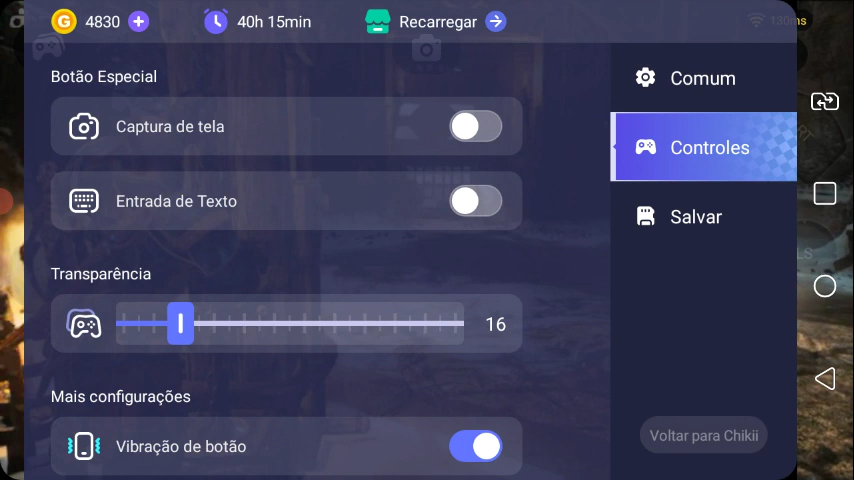 4830
40h 15min
Recarregar
130ms
Botão Especial
Comum
Captura de tela
Controles
Entrada de Texto
Salvar
Transparência
16
Mais configurações
Vibração de botão
Voltar para Chikii